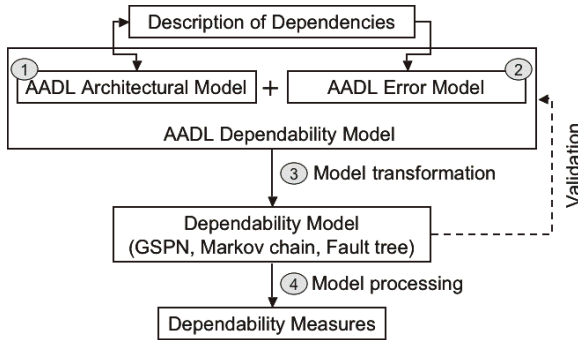 Description of Dependencies
1
2
AADL Architectural Model + AADL Error Model
AADL Dependability Model
3 Model transformation
Validation
Dependability Model
(GSPN, Markov chain, Fault tree)
4 Model processing
Dependability Measures